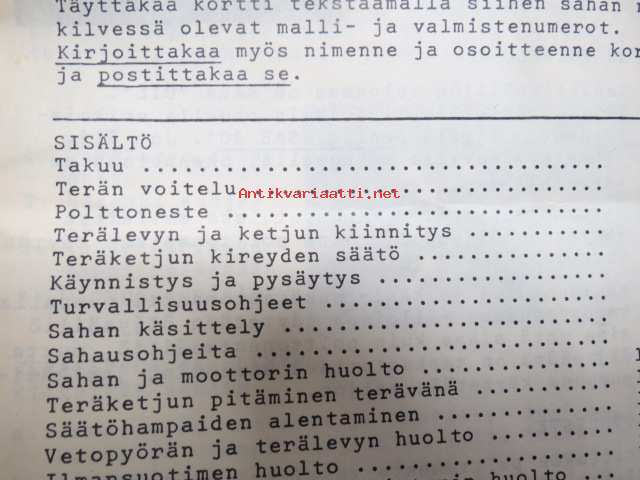 Täyttäkää kortti tekstaamalla siihen sahan
kilvessä olevat malli- ja valmistenumerot.
Kirjoittakaa myös nimenne ja osoitteenne
ja postittakaa se.
SISÄLTÖ
Takuu ..............................
Terän voitelu ......................
Antikvariaatti.net
Polttoneste ........................
Terälevyn ja ketjun kiinnitys ...........
Teräketjun kireyden säätö ...............
Käynnistys ja pysäytys ..................
Turvallisuusohjeet ......................
Sahan käsittely .........................
Sahausohjeita ...........................
Sahan ja moottorin huolto ...............
Teräketjun pitäminen terävänä ...........
Säätöhampaiden alentaminen ..............
Vetopyörän ja terälevyn huolto ..........
Ilmansuotimen huolto ....................
huolto ...